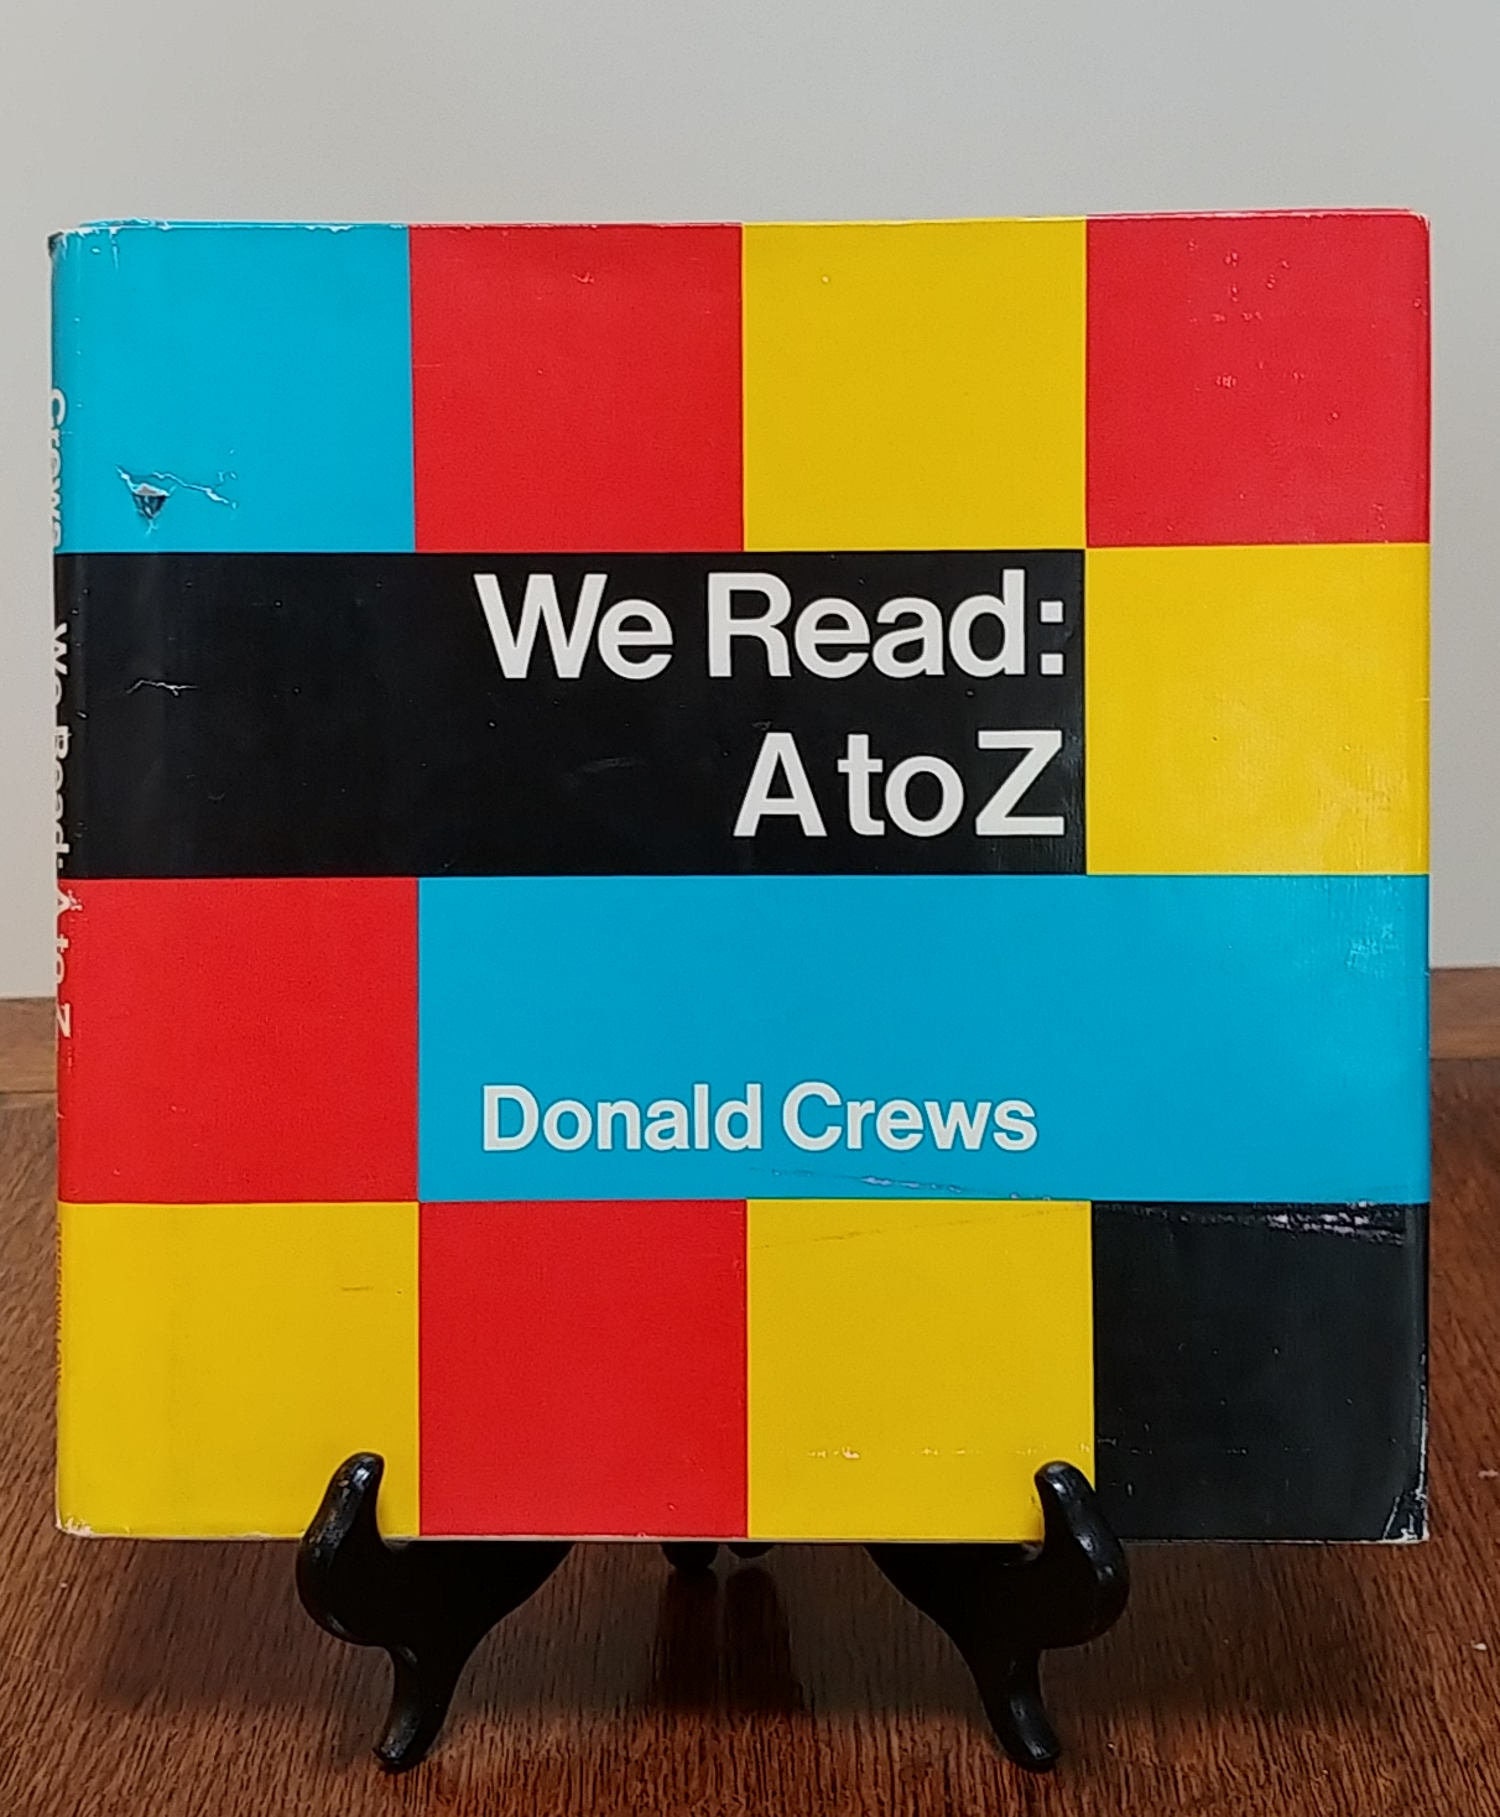 We Read:
A to Z
Donald Crews
Crews We Read: A to Z